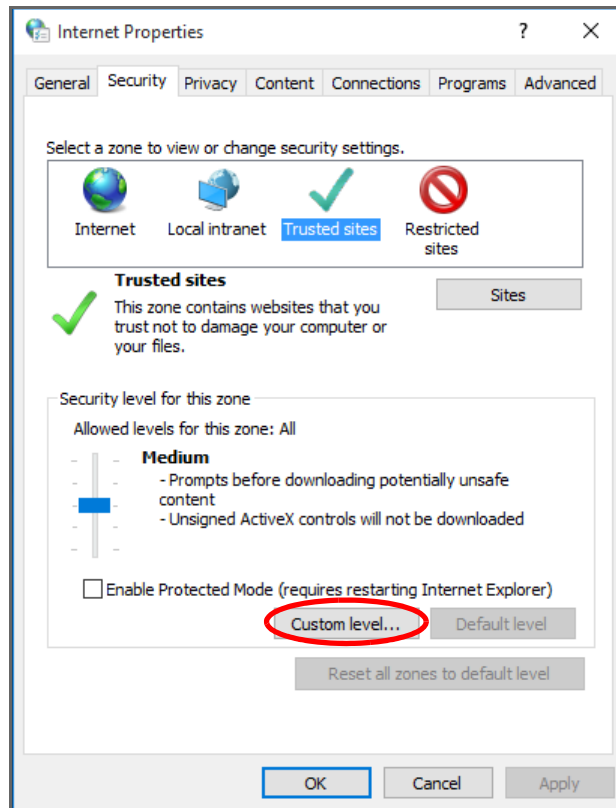 Internet Properties
?
General Security Privacy Content Connections Programs Advanced
Select a zone to view or change security settings.
Internet Local intranet Trusted sites Restricted
sites
Trusted sites
Sites
This zone contains websites that you
trust not to damage your computer or
your files.
Security level for this zone
Allowed levels for this zone: All
Medium
- Prompts before downloading potentially unsafe
content
- Unsigned ActiveX controls will not be downloaded
Enable Protected Mode (requires restarting Internet Explorer)
Custom level... Default level
Reset all zones to default level
OK Cancel Apply